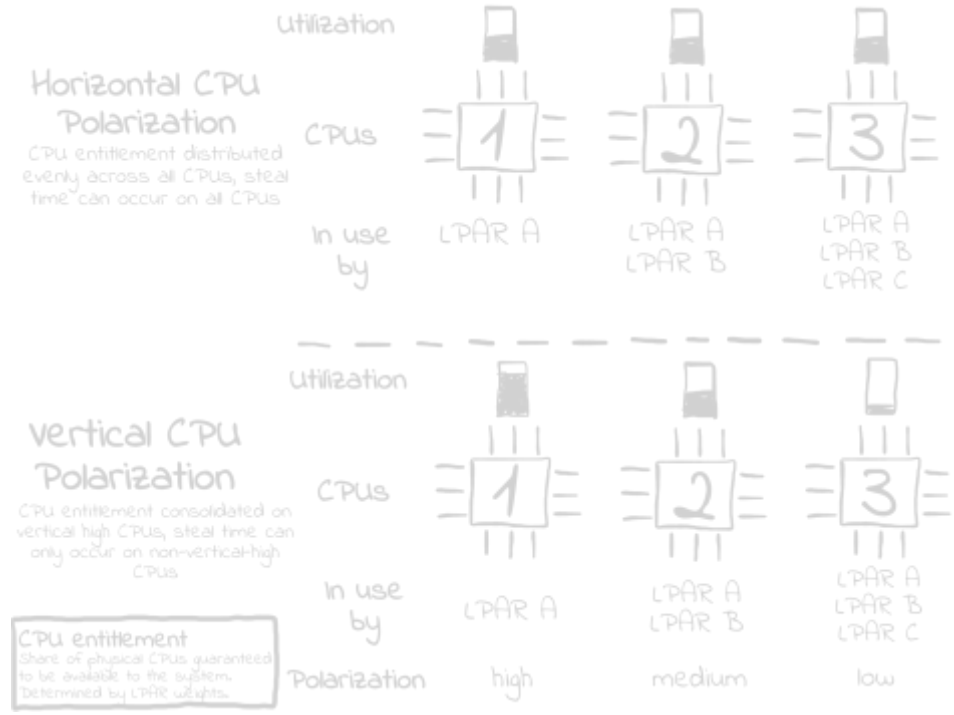 Utilization
Horizontal CPU
Polarization
CPU entitlement distributed
evenly across all CPUs, steal
time can occur on all CPUs
CPUs
1
2
3
In use
by
LPAR A
LPAR A
LPAR B
LPAR A
LPAR B
LPAR C
Utilization
Vertical CPU
Polarization
CPU entitlement consolidated on
vertical high CPUs, steal time can
only occur on non-vertical-high
CPUs
CPUs
1
2
3
In use
by
LPAR A
LPAR A
LPAR B
LPAR A
LPAR B
LPAR C
CPU entitlement
Share of physical CPUs guaranteed
to be available to the system.
Determined by LPAR weights.
Polarization
high
medium
low